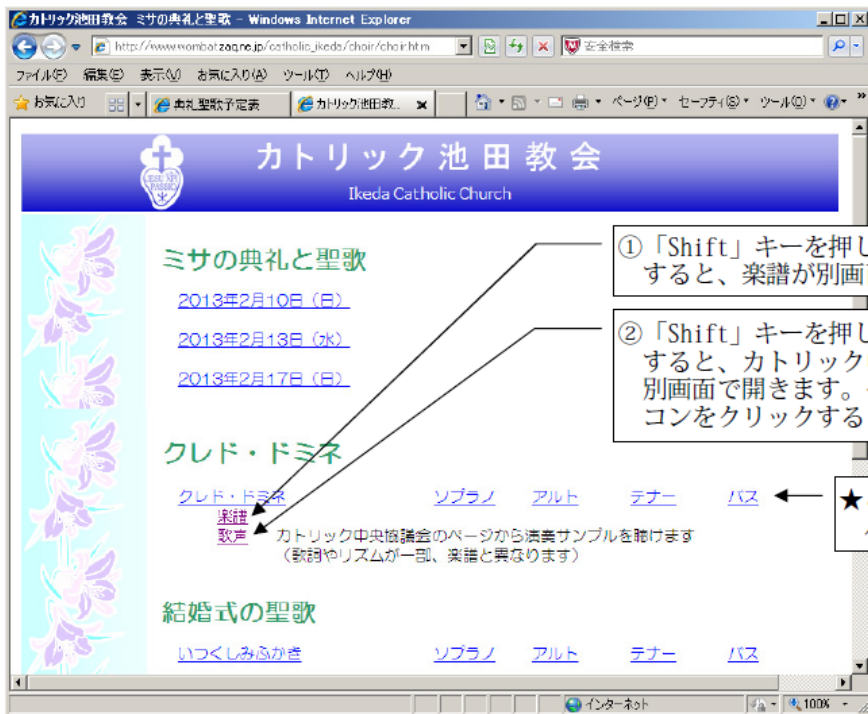 カトリック池田教会 ミサの典礼と聖歌 - Windows Internet Explorer
http://www.wombat.zaq.ne.jp/catholic_ikeda/choir/choir.htm
安全検索
ファイル(F) 編集(E) 表示(V) お気に入り(A) ツール(T) ヘルプ(H)
お気に入り 典礼聖歌予定表 カトリック池田教... ページ(P) セーフティ(S) ツール(O)
カトリック池田教会
JESU XPI PASSIO
Ikeda Catholic Church
ミサの典礼と聖歌
①「Shift」キーを押し
すると、楽譜が別画
2013年2月10日（日）
2013年2月13日（水）
2013年2月17日（日）
②「Shift」キーを押し
すると、カトリック
別画面で開きます。
コンをクリックする
クレド・ドミネ
クレド・ドミネ ソプラノ アルト テナー バス ★
楽譜
歌声 カトリック中央協議会のページから演奏サンプルを聴けます
（歌詞やリズムが一部、楽譜と異なります）
結婚式の聖歌
いつくしみふかき ソプラノ アルト テナー バス
インターネット 100%